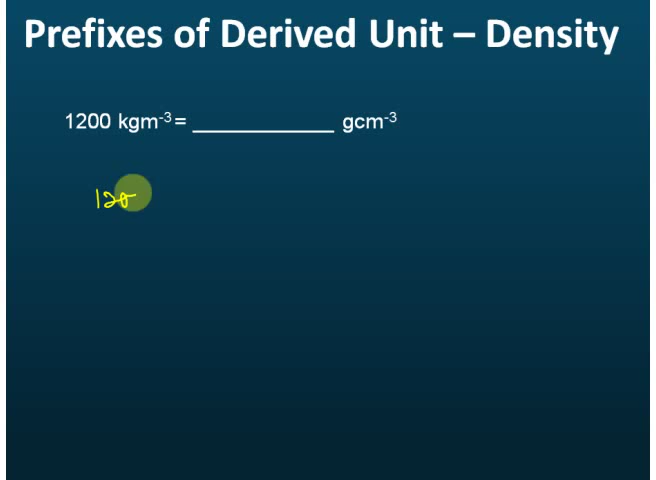 Prefixes of Derived Unit – Density
1200 kgm⁻³ = ____________ gcm⁻³
120